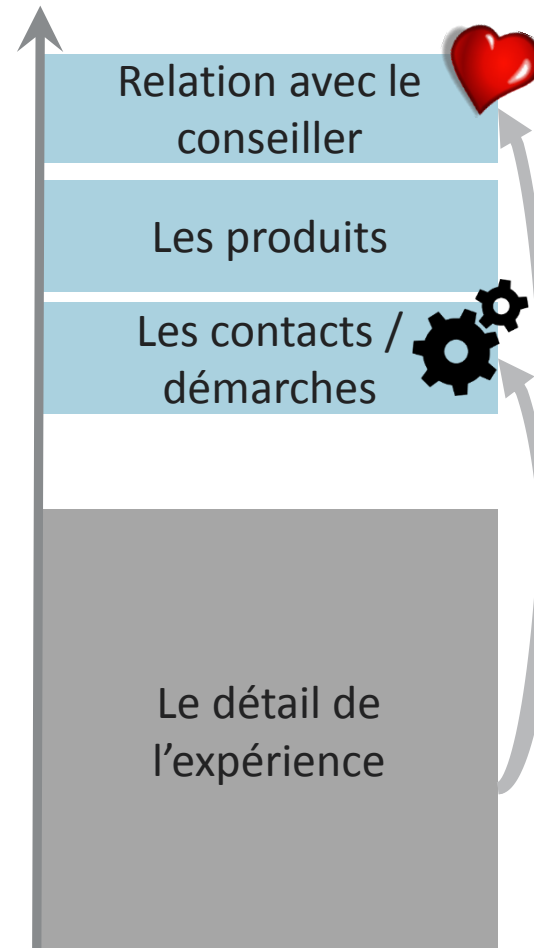 Relation avec le
conseiller
Les produits
Les contacts /
démarches
Le détail de
l’expérience